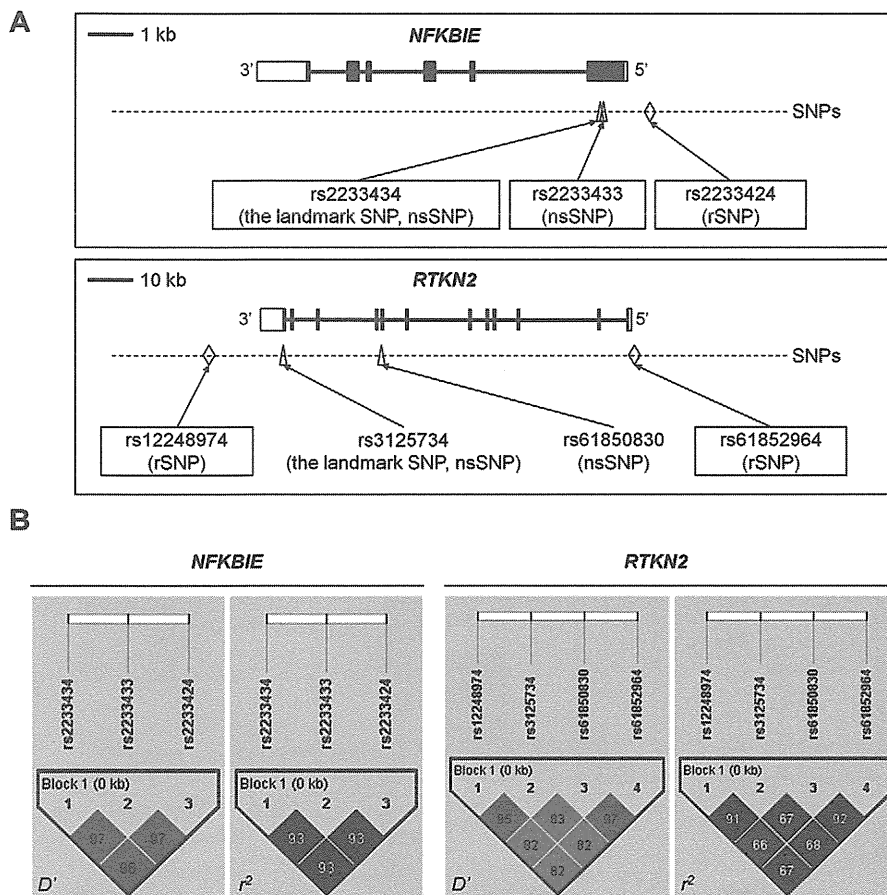 A
1 kb
NFKBIE
3'
5'
SNPs
rs2233434
(the landmark SNP, nsSNP)
rs2233433
(nsSNP)
rs2233424
(rSNP)
10 kb
RTKN2
3'
5'
SNPs
rs12248974
(rSNP)
rs3125734
(the landmark SNP, nsSNP)
rs61850830
(nsSNP)
rs61852964
(rSNP)
B
NFKBIE
RTKN2
rs2233434
rs2233433
rs2233424
Block 1 (0 kb)
1 2 3
97 97
96
D'
rs2233434
rs2233433
rs2233424
Block 1 (0 kb)
1 2 3
93 93
93
r²
rs12248974
rs3125734
rs61850830
rs61852964
Block 1 (0 kb)
1 2 3 4
95 83 97
82 82
82
D'
rs12248974
rs3125734
rs61850830
rs61852964
Block 1 (0 kb)
1 2 3 4
91 67 92
66 68
67
r²